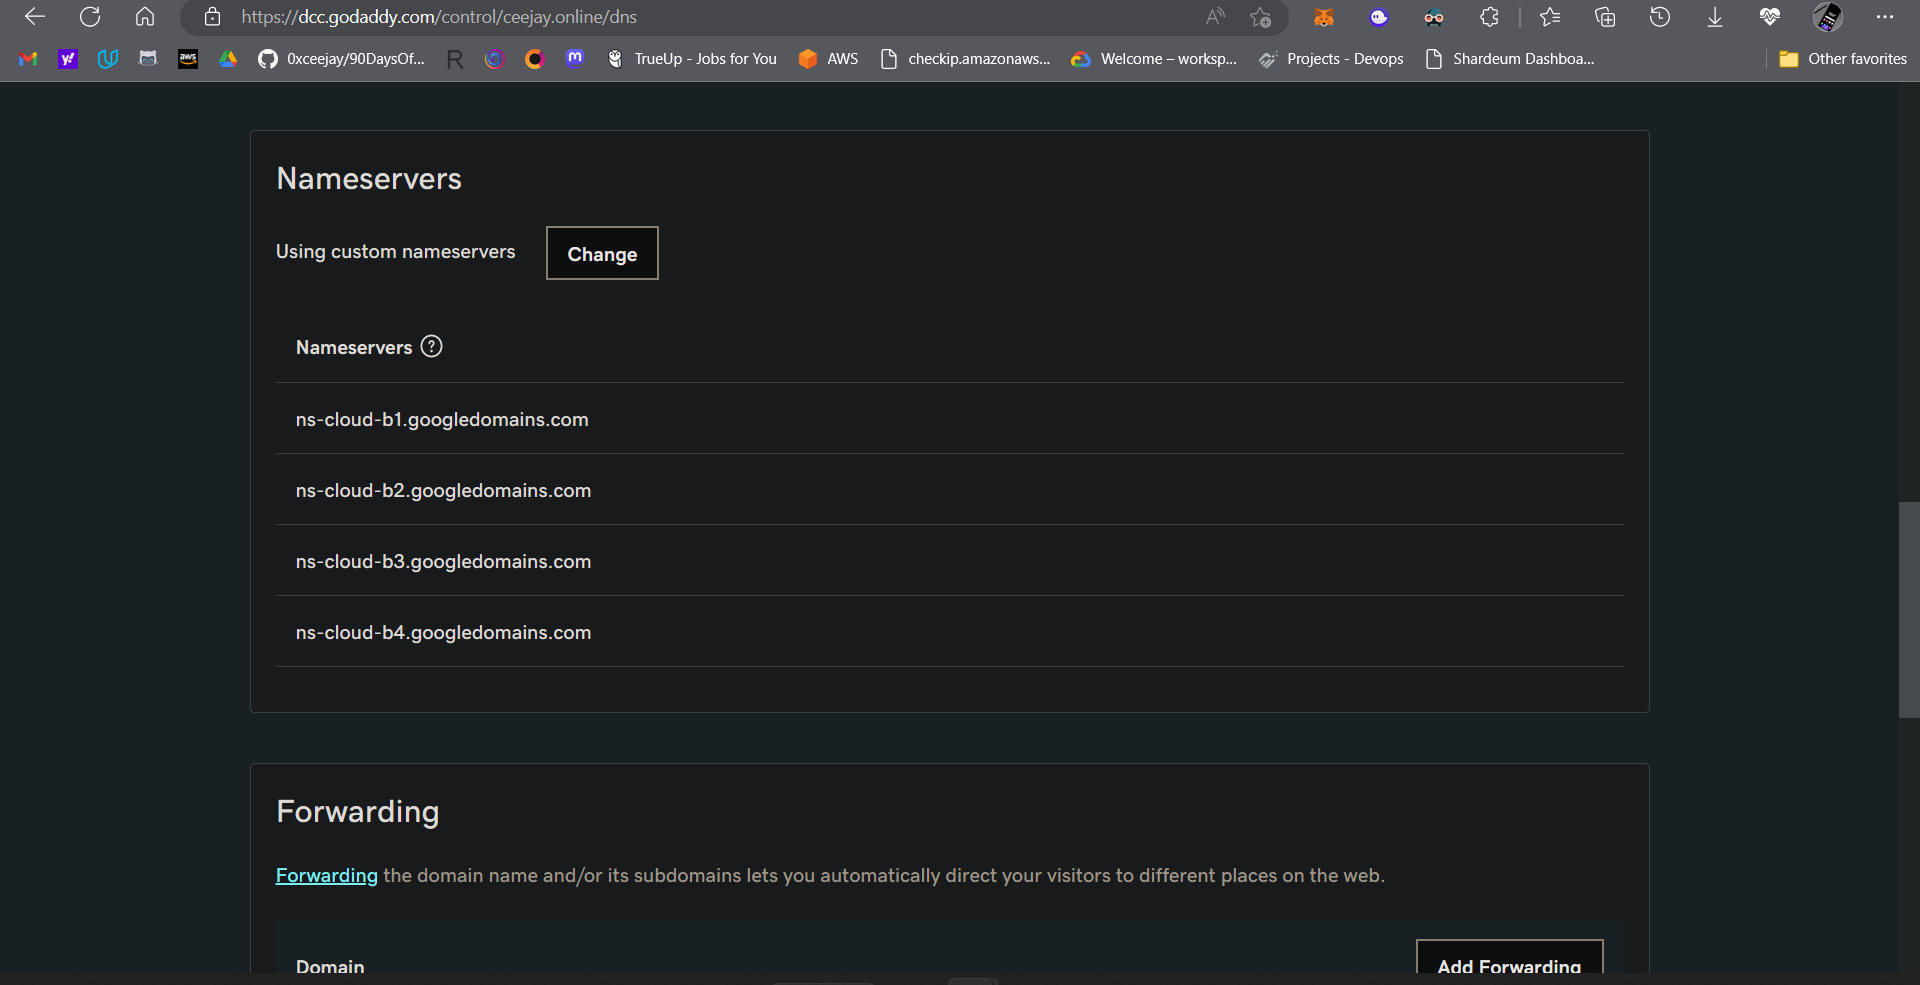 https://dcc.godaddy.com/control/ceejay.online/dns
0xceejay/90DaysOf... TrueUp - Jobs for You AWS checkip.amazonaws... Welcome – worksp... Projects - Devops Shardeum Dashboa... Other favorites
Nameservers
Using custom nameservers Change
Nameservers ?
ns-cloud-b1.googledomains.com
ns-cloud-b2.googledomains.com
ns-cloud-b3.googledomains.com
ns-cloud-b4.googledomains.com
Forwarding
Forwarding the domain name and/or its subdomains lets you automatically direct your visitors to different places on the web.
Domain Add Forwarding